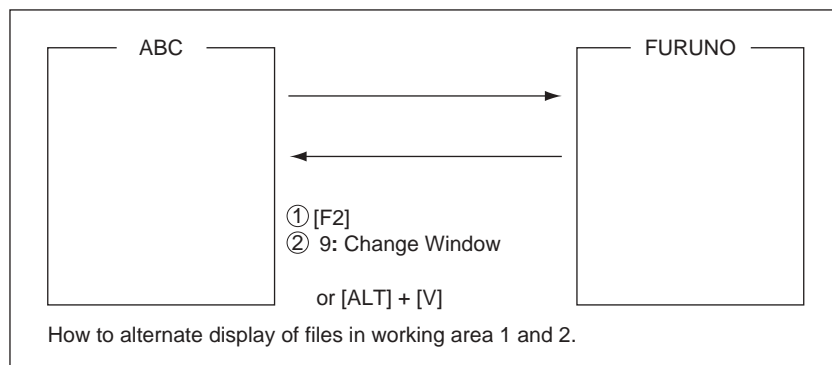 ABC
FURUNO
① [F2]
② 9: Change Window
or [ALT] + [V]
How to alternate display of files in working area 1 and 2.